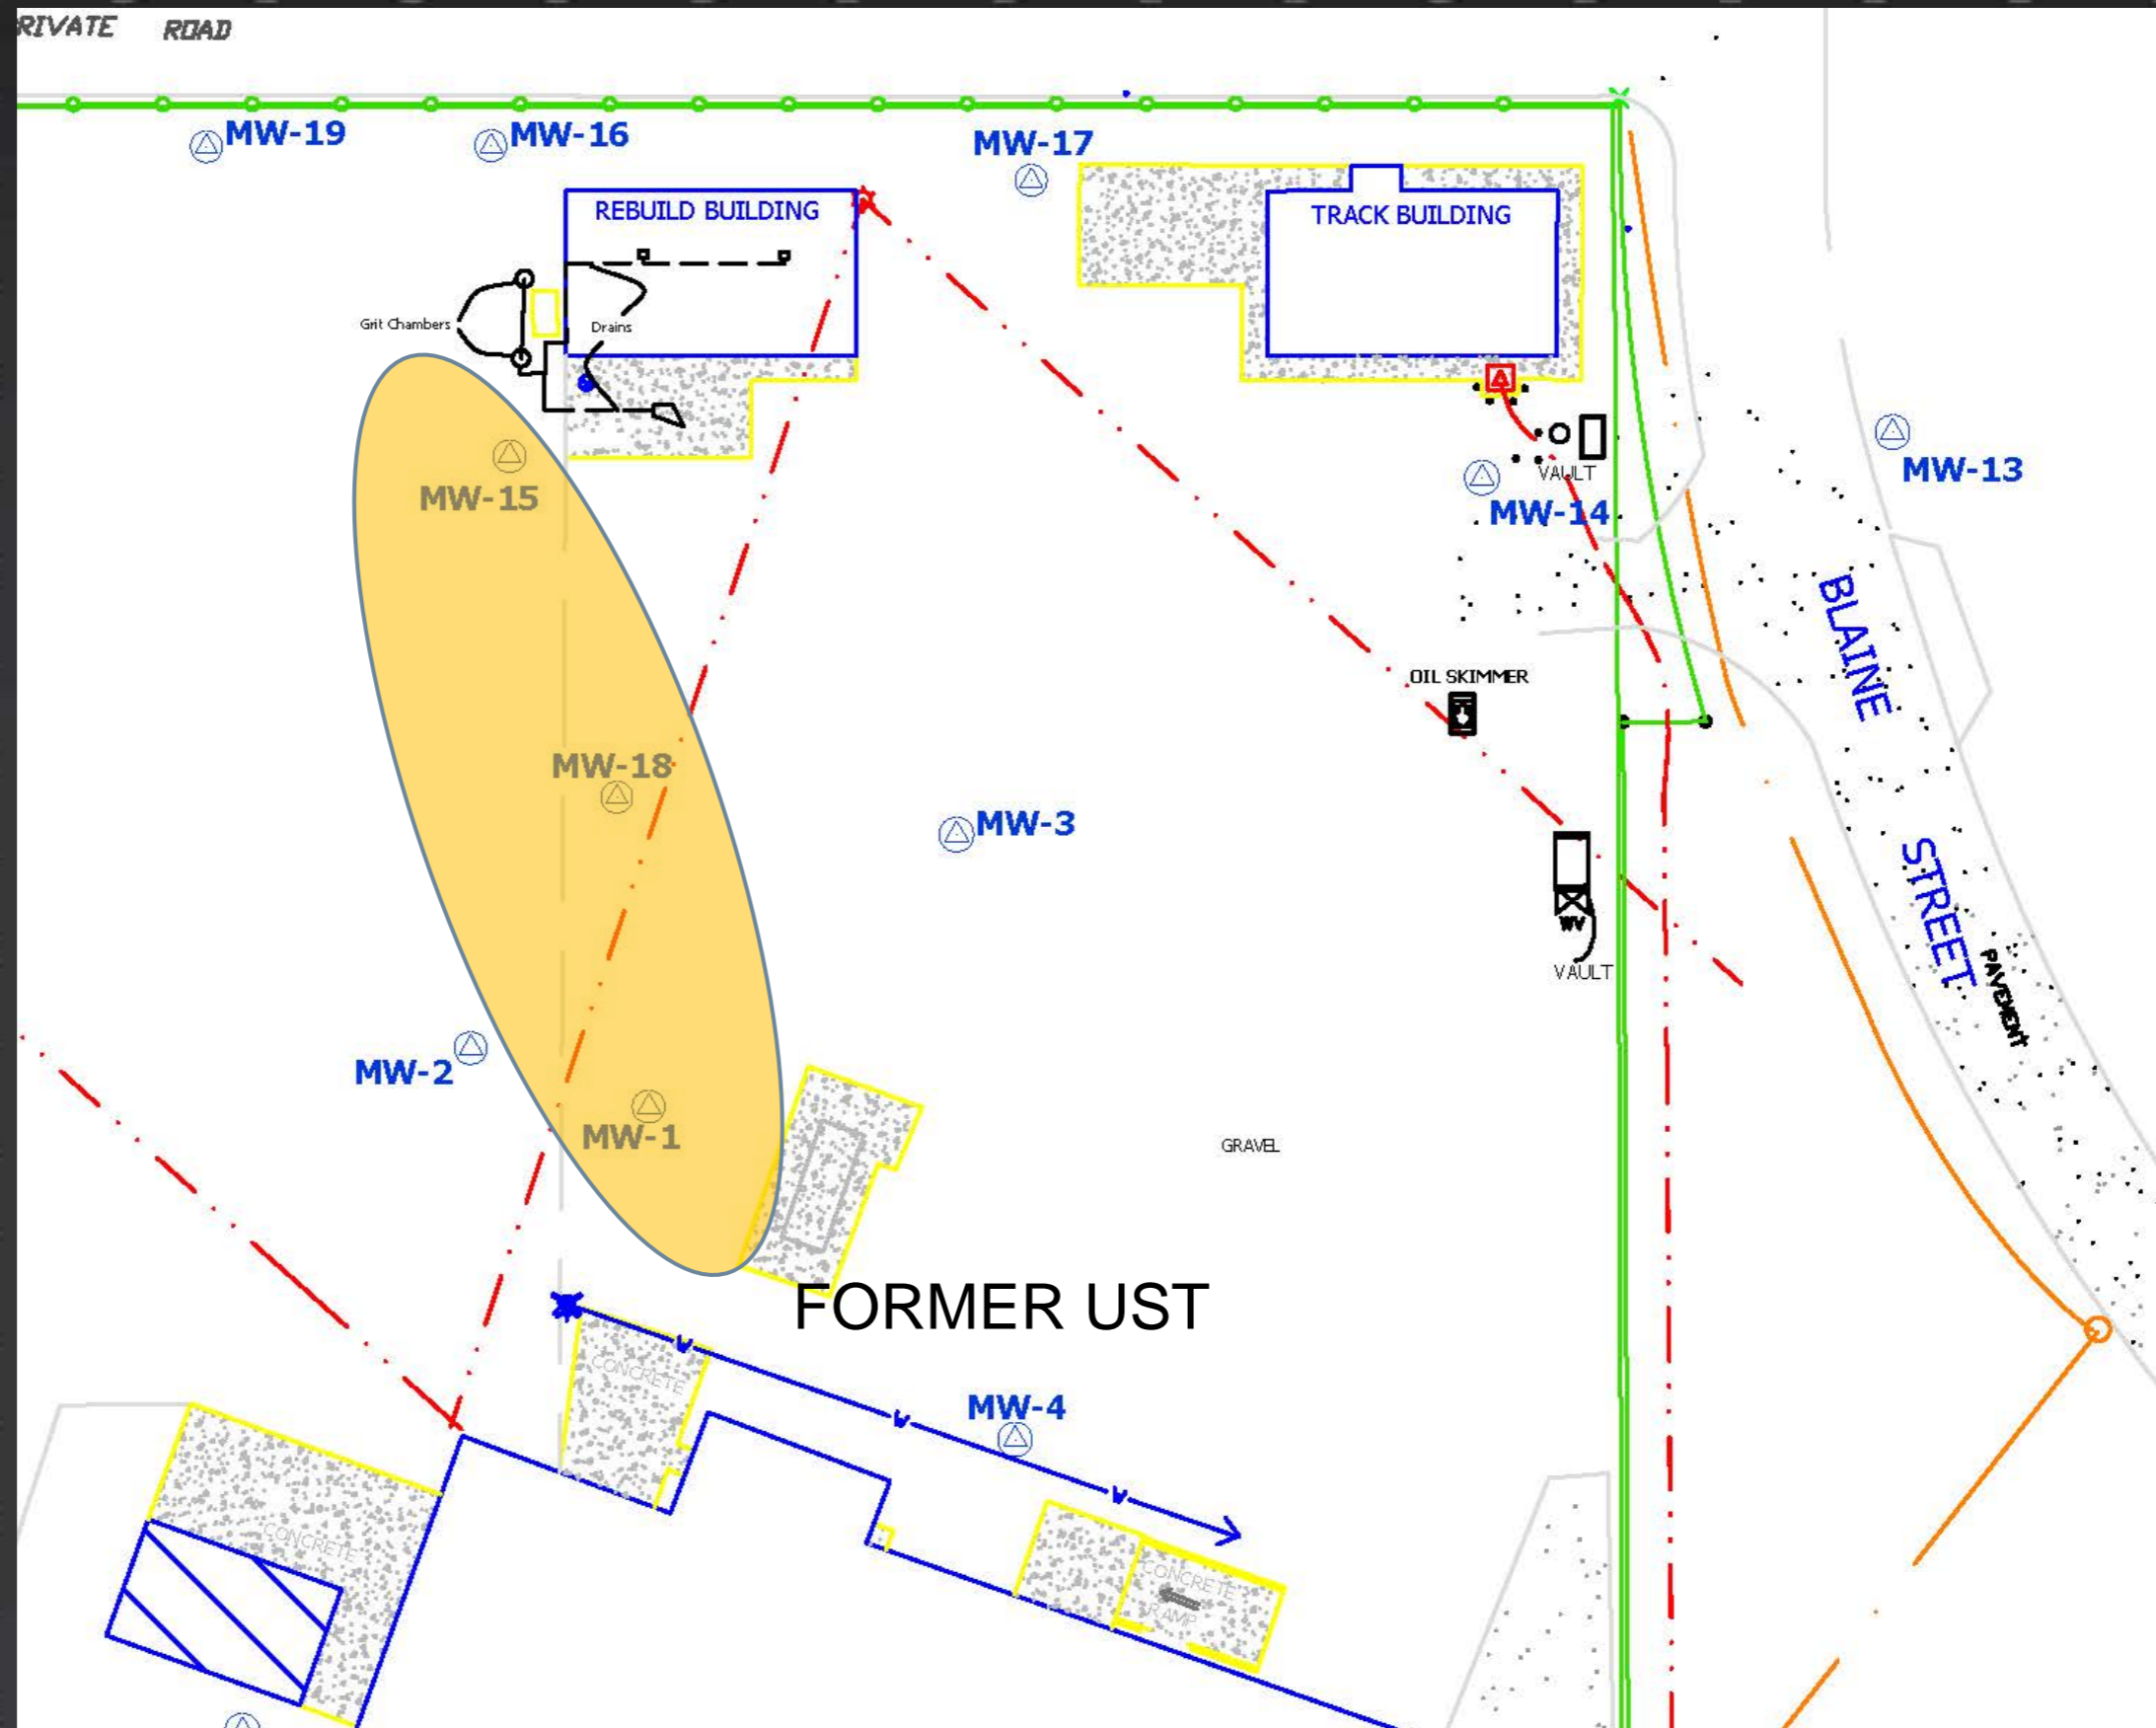 RIVATE ROAD
MW-19
MW-16
MW-17
REBUILD BUILDING
TRACK BUILDING
Grit Chambers
Drains
MW-15
VAULT
MW-14
MW-13
BLAINE
OIL SKIMMER
MW-18
MW-3
STREET
WV
VAULT
PAVEMENT
MW-2
MW-1
GRAVEL
FORMER UST
W
CONCRETE
MW-4
W
W
CONCRETE
CONCRETE
RAMP